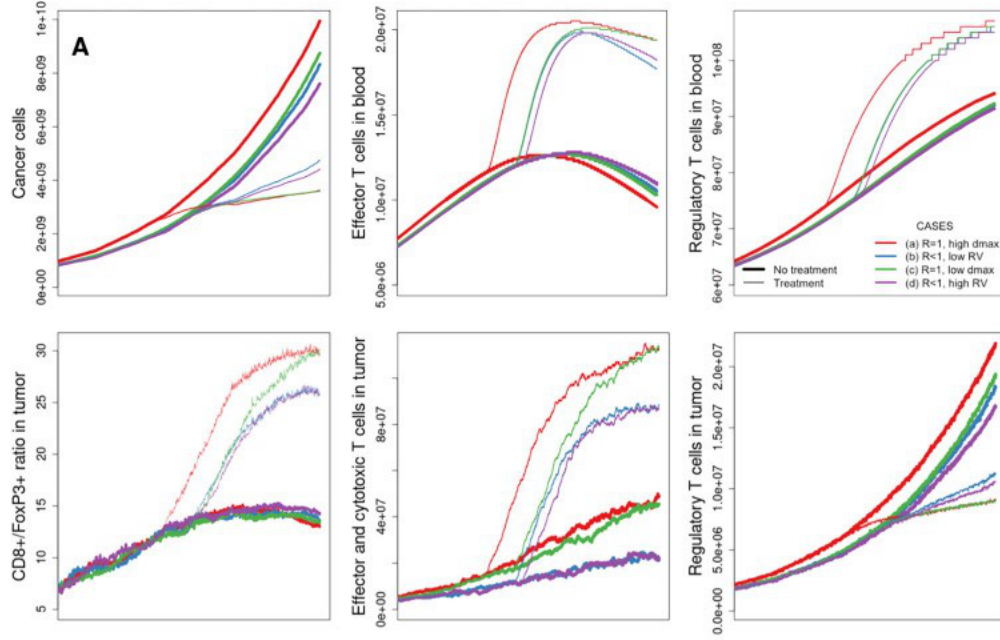 A
Cancer cells
0e+00
2e+09
4e+09
6e+09
8e+09
1e+10
Effector T cells in blood
5.0e+06
1.0e+07
1.5e+07
2.0e+07
Regulatory T cells in blood
6e+07
7e+07
8e+07
9e+07
1e+08
CASES
(a) R=1, high dmax
(b) R<1, low RV
(c) R=1, low dmax
(d) R<1, high RV
No treatment
Treatment
CD8+/FoxP3+ ratio in tumor
5
10
15
20
25
30
Effector and cytotoxic T cells in tumor
0e+00
4e+07
8e+07
Regulatory T cells in tumor
0.0e+00
5.0e+06
1.0e+07
1.5e+07
2.0e+07